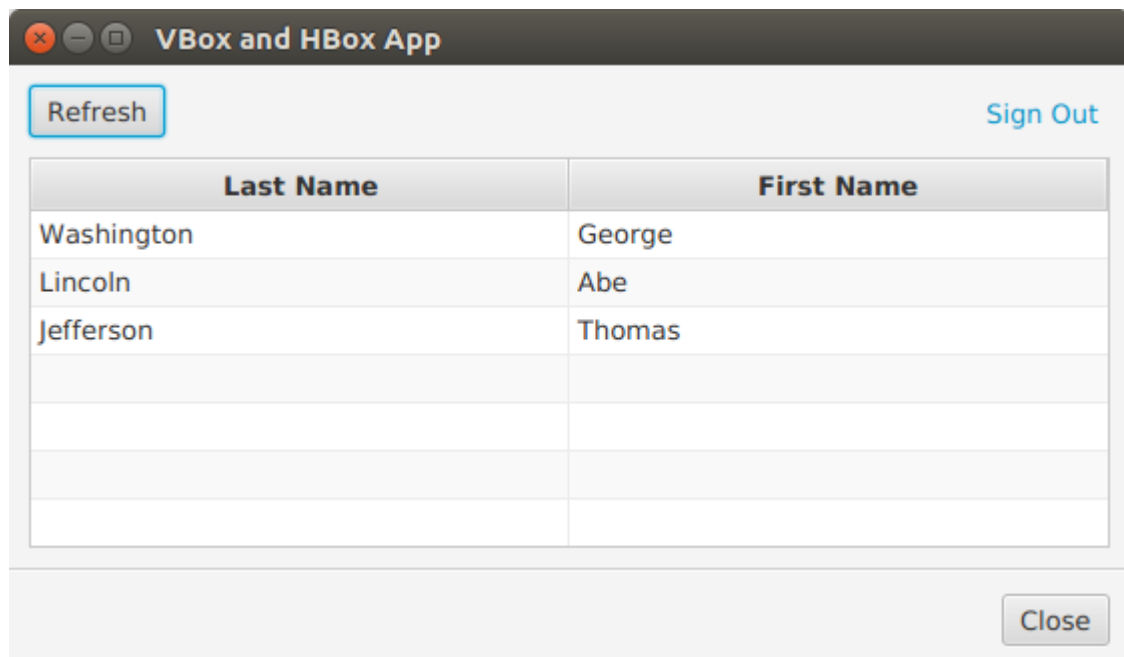 VBox and HBox App
Refresh Sign Out
Last Name First Name
Washington George
Lincoln Abe
Jefferson Thomas
Close